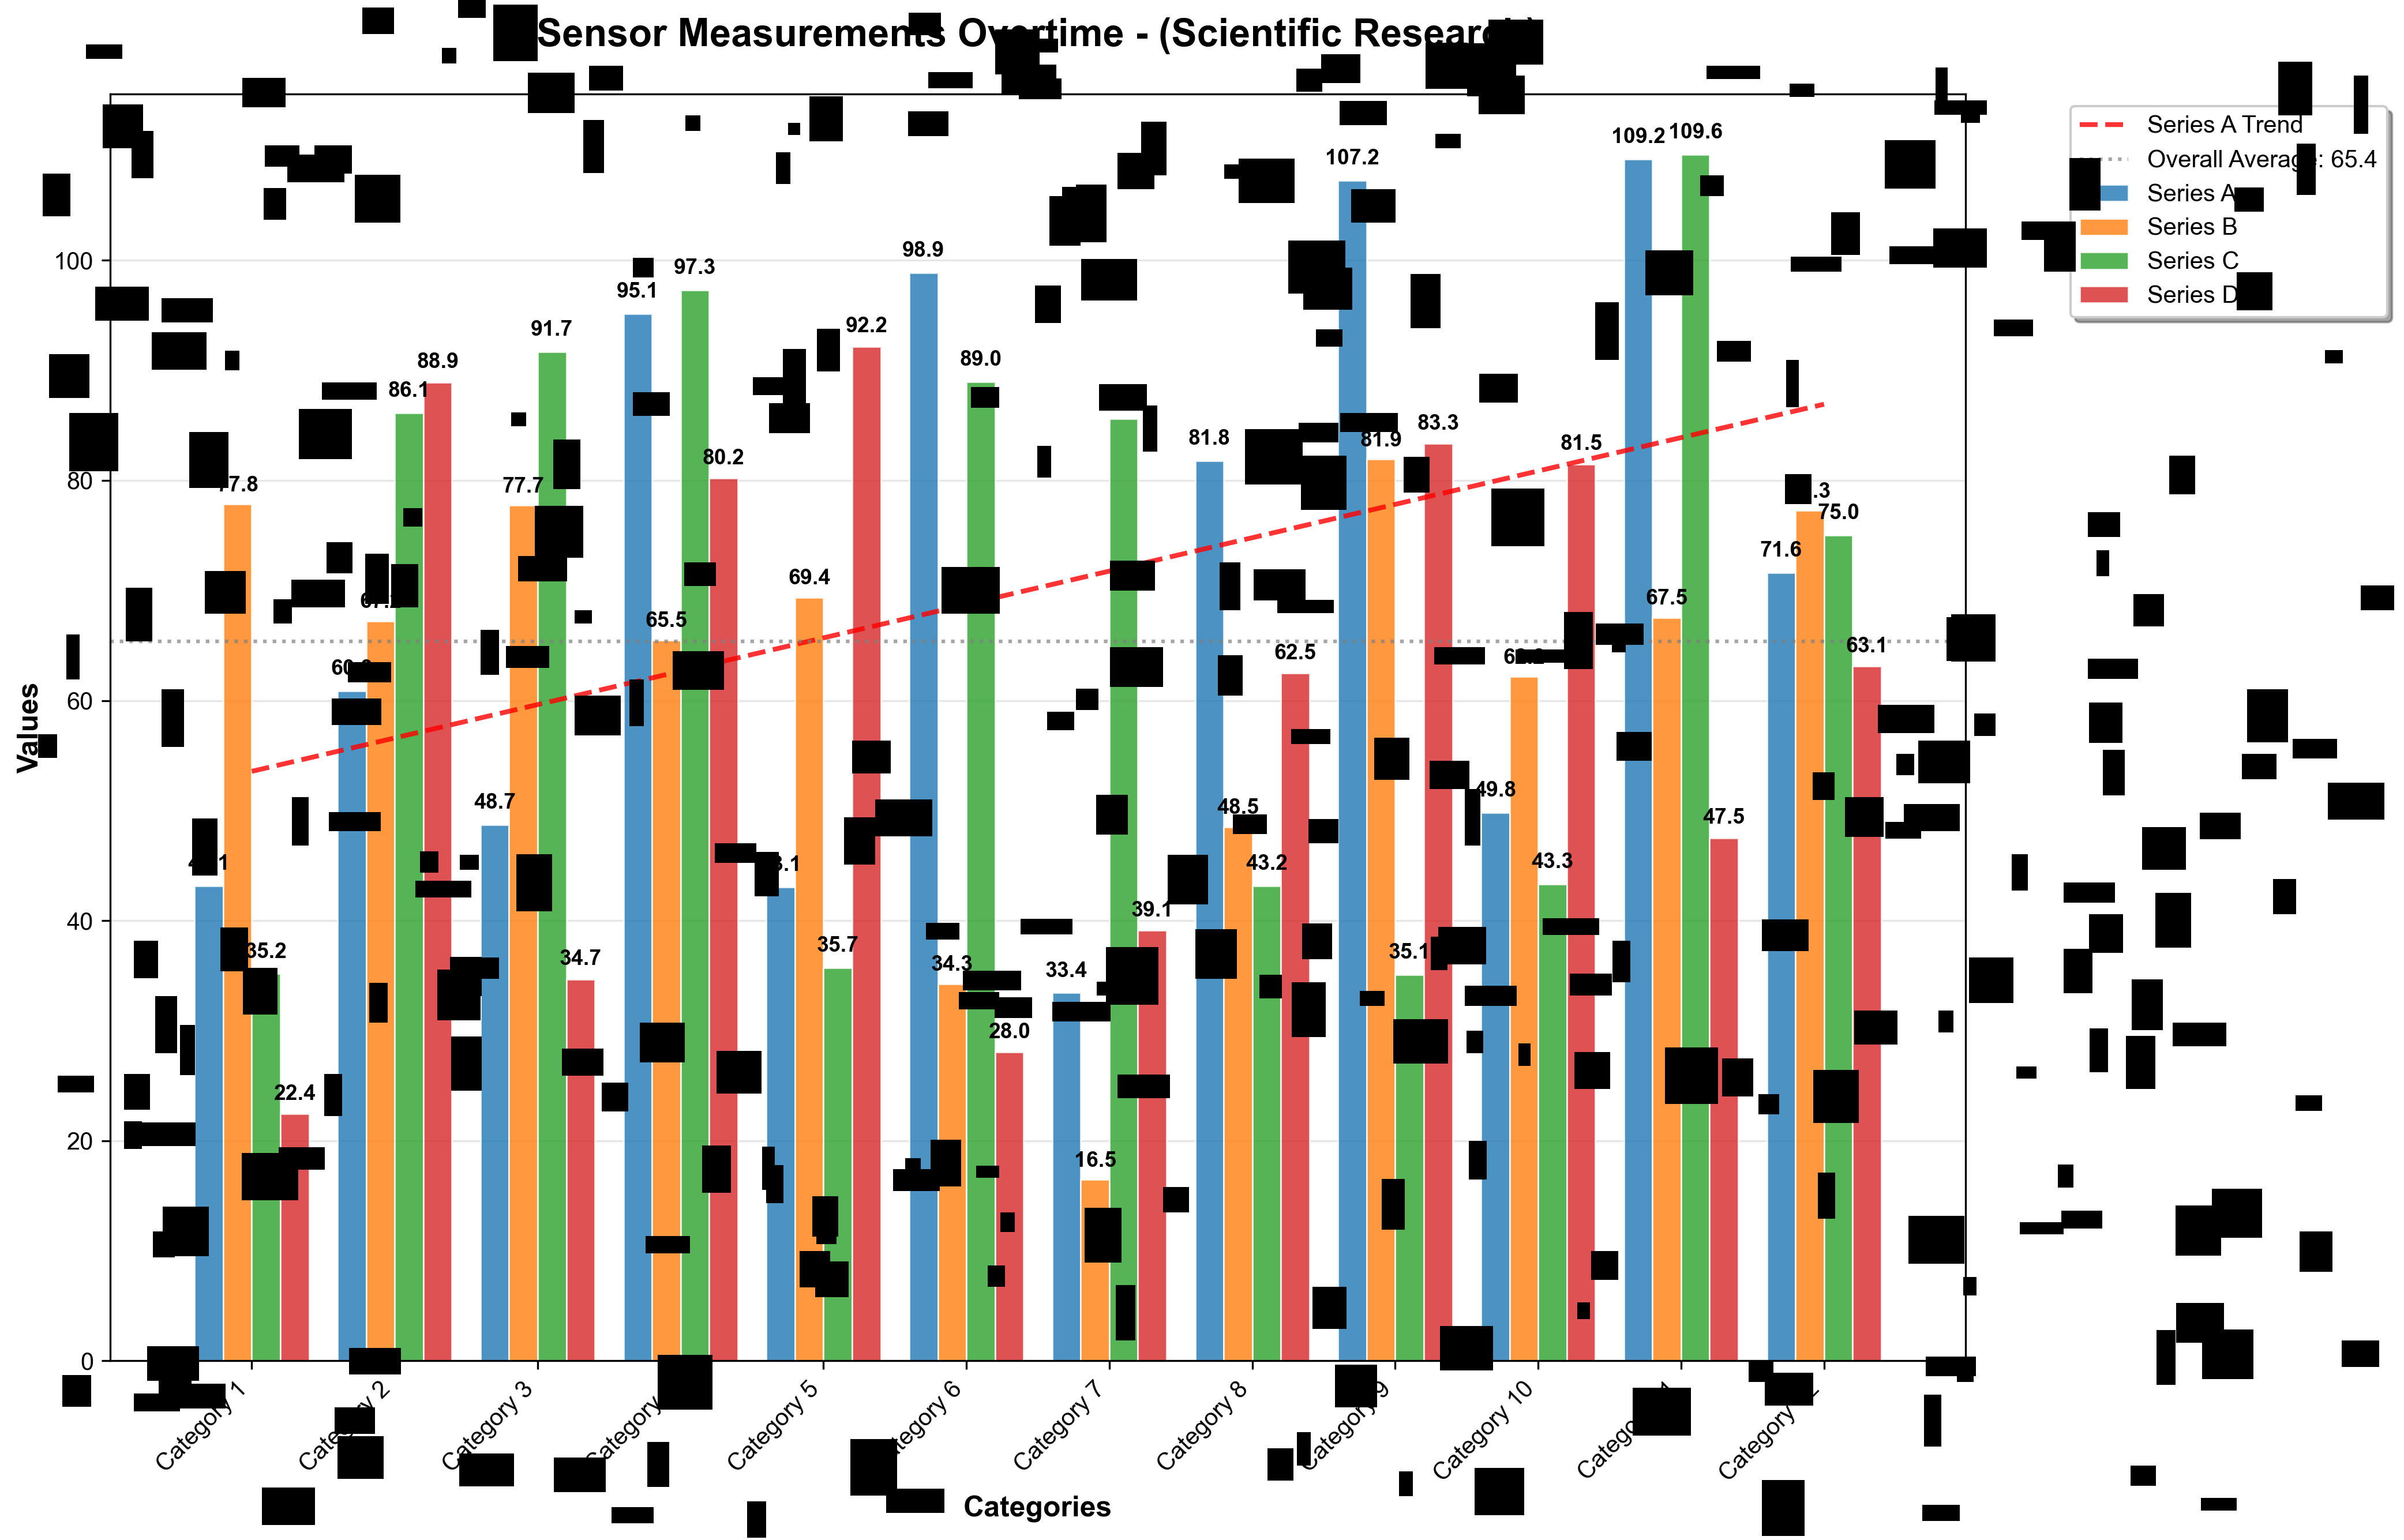 Sensor Measurements Overtime - (Scientific Research)
Series A Trend
Overall Average: 65.4
Series A
Series B
Series C
Series D
Values
100
80
60
40
20
0
77.8
35.2
22.4
86.1
88.9
48.7
77.7
91.7
34.7
95.1
65.5
97.3
80.2
69.4
35.7
92.2
98.9
34.3
89.0
28.0
33.4
16.5
39.1
81.8
48.5
43.2
62.5
107.2
81.9
35.1
83.3
49.8
43.3
81.5
109.2
67.5
109.6
47.5
71.6
75.0
63.1
Category 1
Category 2
Category 3
Category
Category 5
Category 6
Category 7
Category 8
Category 9
Category 10
Category
Category
Categories